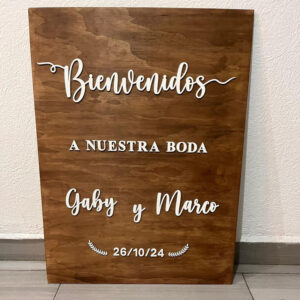 Bienvenidos
A NUESTRA BODA
Gaby y Marco
26/10/24